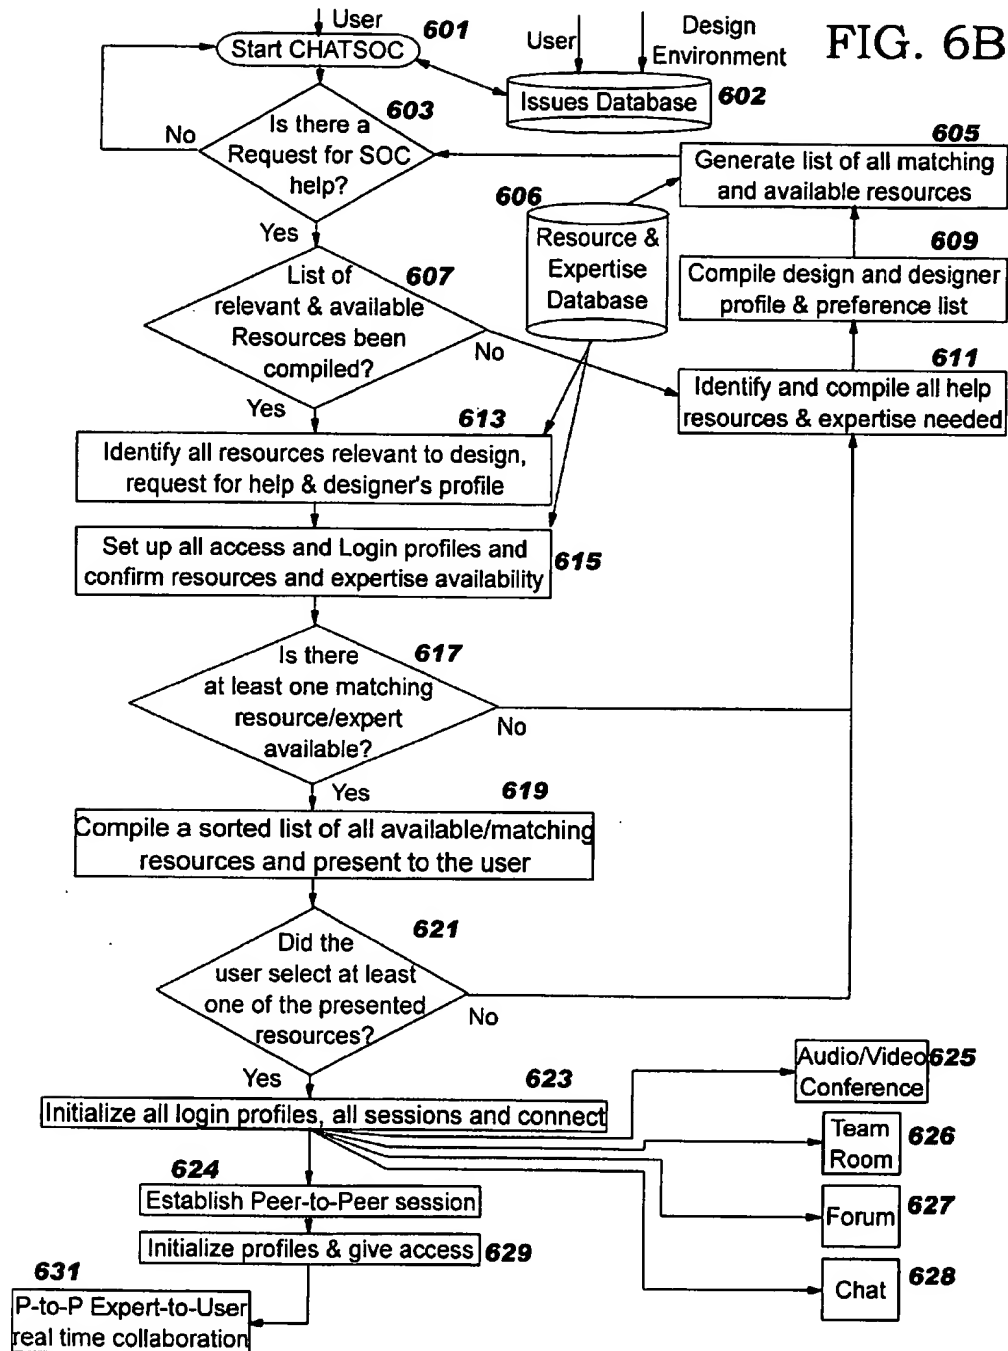 FIG. 6B
User
Start CHATSOC
601
User
Design
Environment
Issues Database
602
603
Is there a
Request for SOC
help?
No
Yes
605
Generate list of all matching
and available resources
606
Resource &
Expertise
Database
609
Compile design and designer
profile & preference list
607
List of
relevant & available
Resources been
compiled?
No
Yes
611
Identify and compile all help
resources & expertise needed
613
Identify all resources relevant to design,
request for help & designer's profile
Set up all access and Login profiles and
confirm resources and expertise availability
615
617
Is there
at least one matching
resource/expert
available?
No
Yes
619
Compile a sorted list of all available/matching
resources and present to the user
621
Did the
user select at least
one of the presented
resources?
No
Yes
623
Initialize all login profiles, all sessions and connect
Audio/Video
Conference
625
Team
Room
626
624
Establish Peer-to-Peer session
Forum
627
Initialize profiles & give access
629
Chat
628
631
P-to-P Expert-to-User
real time collaboration